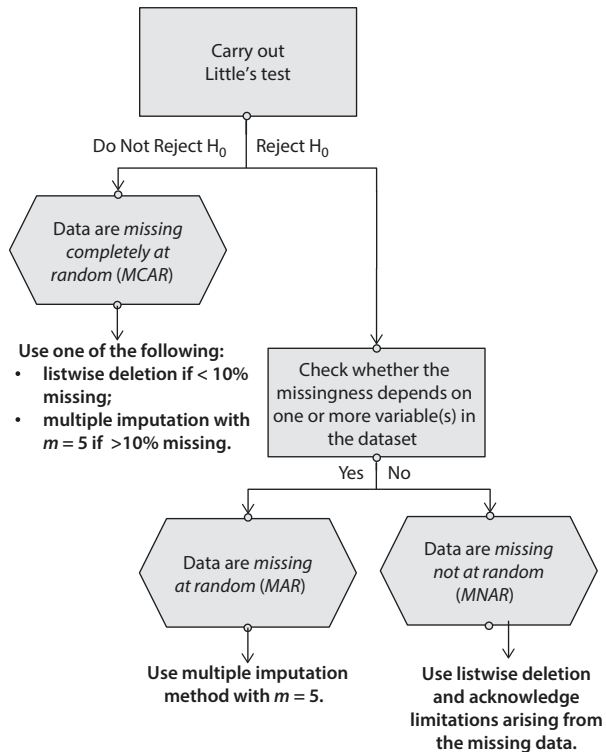 Carry out
Little's test
Do Not Reject H0
Reject H0
Data are missing
completely at
random (MCAR)
Use one of the following:
• listwise deletion if < 10%
missing;
• multiple imputation with
m = 5 if >10% missing.
Check whether the
missingness depends on
one or more variable(s) in
the dataset
Yes
No
Data are missing
at random (MAR)
Data are missing
not at random
(MNAR)
Use multiple imputation
method with m = 5.
Use listwise deletion
and acknowledge
limitations arising from
the missing data.